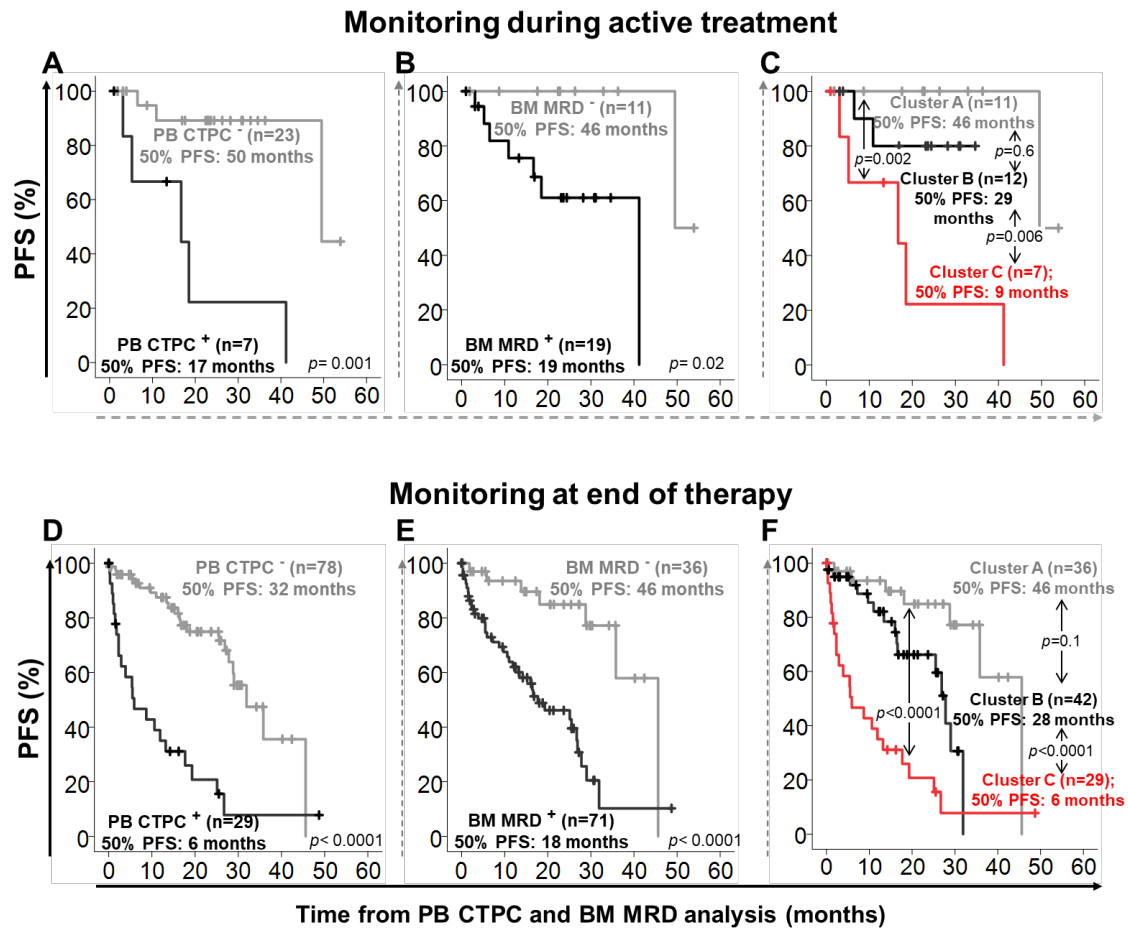 Monitoring during active treatment
A
B
C
100
80
60
40
20
0
PFS (%)
PB CTPC - (n=23)
50% PFS: 50 months
PB CTPC + (n=7)
50% PFS: 17 months
p= 0.001
0 10 20 30 40 50 60
100
80
60
40
20
0
BM MRD - (n=11)
50% PFS: 46 months
BM MRD + (n=19)
50% PFS: 19 months
p= 0.02
0 10 20 30 40 50 60
100
80
60
40
20
0
Cluster A (n=11)
50% PFS: 46 months
p=0.002
p=0.6
Cluster B (n=12)
50% PFS: 29
months
p=0.006
Cluster C (n=7);
50% PFS: 9 months
0 10 20 30 40 50 60
Monitoring at end of therapy
D
E
F
100
80
60
40
20
0
PFS (%)
PB CTPC - (n=78)
50% PFS: 32 months
PB CTPC + (n=29)
50% PFS: 6 months
p< 0.0001
0 10 20 30 40 50 60
100
80
60
40
20
0
BM MRD - (n=36)
50% PFS: 46 months
BM MRD + (n=71)
50% PFS: 18 months
p< 0.0001
0 10 20 30 40 50 60
100
80
60
40
20
0
Cluster A (n=36)
50% PFS: 46 months
p=0.1
Cluster B (n=42)
50% PFS: 28 months
p<0.0001
p<0.0001
Cluster C (n=29);
50% PFS: 6 months
0 10 20 30 40 50 60
Time from PB CTPC and BM MRD analysis (months)